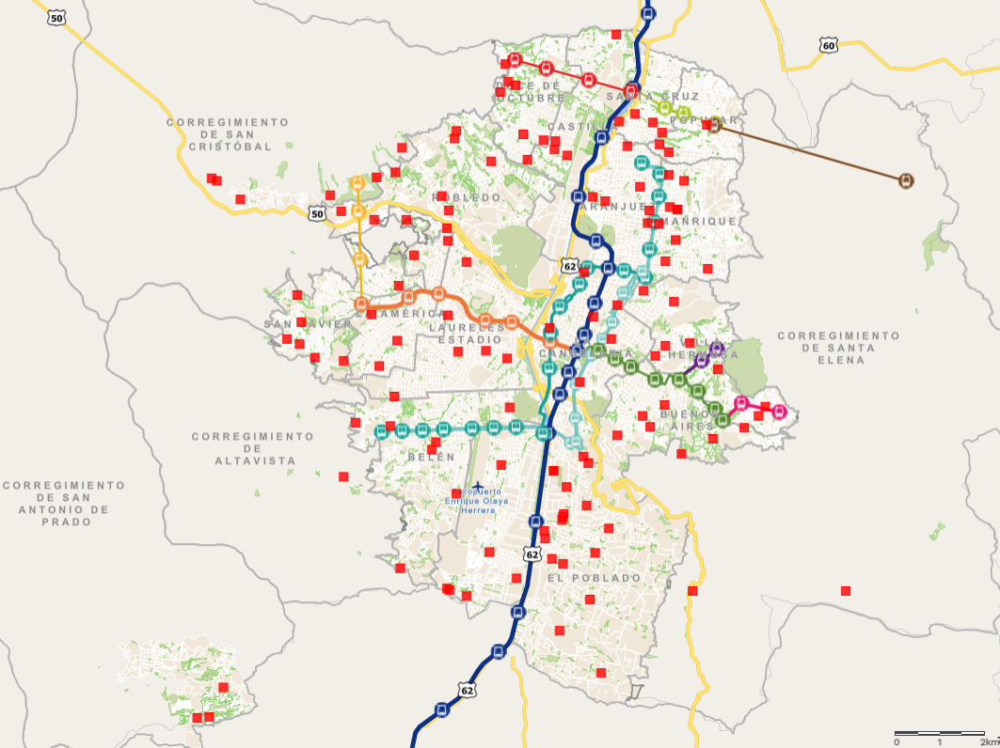 50
60
DOCE DE
OCTUBRE
SANTA CRUZ
POPULAR
CASTILLA
CORREGIMIENTO
DE SAN
CRISTÓBAL
ROBLEDO
50
ARANJUEZ
MANRIQUE
62
LA AMÉRICA
SAN JAVIER
LAURELES
ESTADIO
LA
CANDELARIA
VILLA
HERMOSA
CORREGIMIENTO
DE SANTA
ELENA
BUENOS
AIRES
CORREGIMIENTO
DE
ALTAVISTA
BELÉN
CORREGIMIENTO
DE SAN
ANTONIO DE
PRADO
Aeropuerto
Enrique Olaya
Herrera
62
EL POBLADO
62
0 1 2km